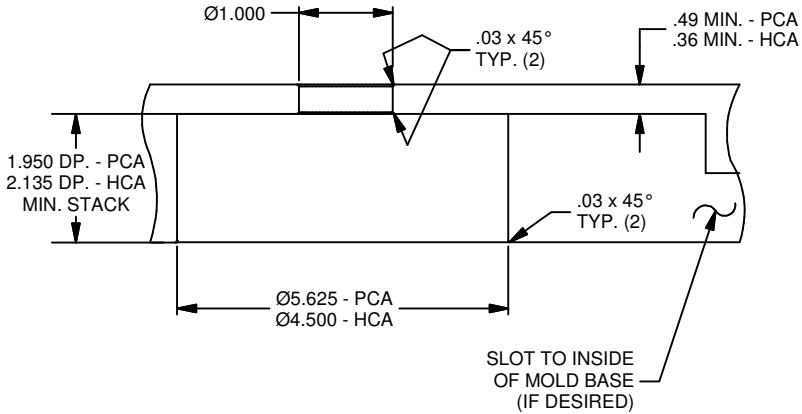 Ø1.000
.03 x 45°
TYP. (2)
.49 MIN. - PCA
.36 MIN. - HCA
1.950 DP. - PCA
2.135 DP. - HCA
MIN. STACK
.03 x 45°
TYP. (2)
Ø5.625 - PCA
Ø4.500 - HCA
SLOT TO INSIDE
OF MOLD BASE
(IF DESIRED)